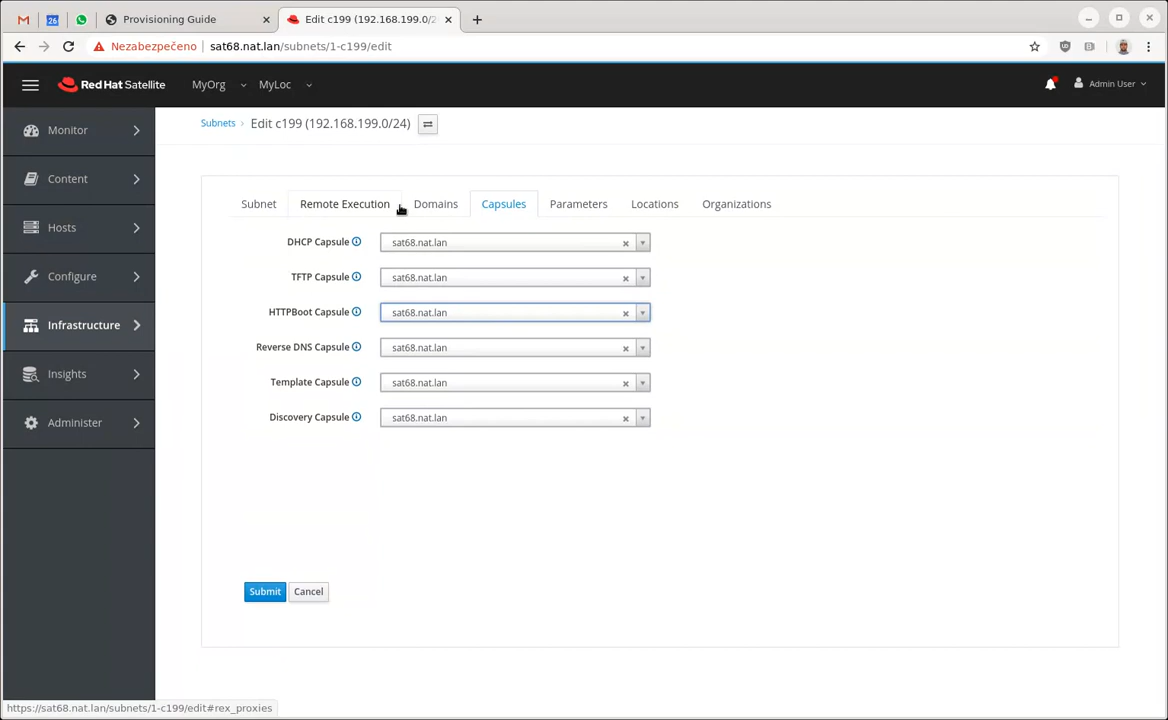 Provisioning Guide
Edit c199 (192.168.199.0/2
Nezabezpečeno
sat68.nat.lan/subnets/1-c199/edit
Red Hat Satellite
MyOrg
MyLoc
Admin User
Monitor
Content
Hosts
Configure
Infrastructure
Insights
Administer
Subnets
Edit c199 (192.168.199.0/24)
Subnet
Remote Execution
Domains
Capsules
Parameters
Locations
Organizations
DHCP Capsule
sat68.nat.lan
TFTP Capsule
sat68.nat.lan
HTTPBoot Capsule
sat68.nat.lan
Reverse DNS Capsule
sat68.nat.lan
Template Capsule
sat68.nat.lan
Discovery Capsule
sat68.nat.lan
Submit
Cancel
https://sat68.nat.lan/subnets/1-c199/edit#rex_proxies